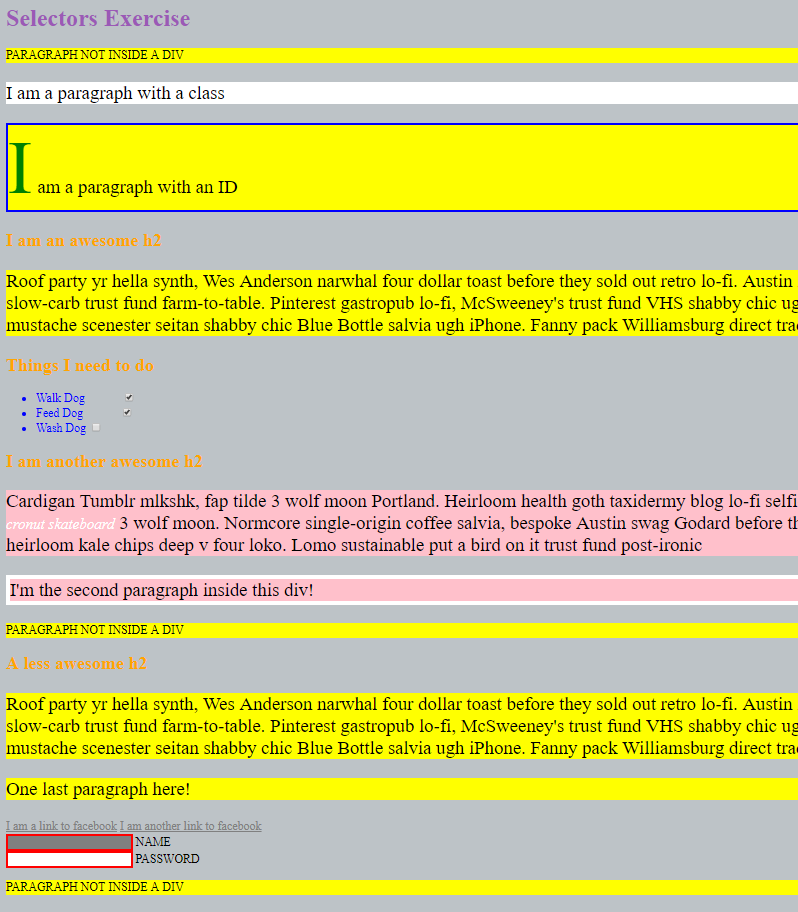 Selectors Exercise
PARAGRAPH NOT INSIDE A DIV
I am a paragraph with a class
I am a paragraph with an ID
I am an awesome h2
Roof party yr hella synth, Wes Anderson narwhal four dollar toast before they sold out retro lo-fi. Austin
slow-carb trust fund farm-to-table. Pinterest gastropub lo-fi, McSweeney's trust fund VHS shabby chic ug
mustache scenester seitan shabby chic Blue Bottle salvia ugh iPhone. Fanny pack Williamsburg direct trad
Things I need to do
Walk Dog
Feed Dog
Wash Dog
I am another awesome h2
Cardigan Tumblr mlkshk, fap tilde 3 wolf moon Portland. Heirloom health goth taxidermy blog lo-fi selfi
cronut skateboard 3 wolf moon. Normcore single-origin coffee salvia, bespoke Austin swag Godard before th
heirloom kale chips deep v four loko. Lomo sustainable put a bird on it trust fund post-ironic
I'm the second paragraph inside this div!
PARAGRAPH NOT INSIDE A DIV
A less awesome h2
Roof party yr hella synth, Wes Anderson narwhal four dollar toast before they sold out retro lo-fi. Austin
slow-carb trust fund farm-to-table. Pinterest gastropub lo-fi, McSweeney's trust fund VHS shabby chic ug
mustache scenester seitan shabby chic Blue Bottle salvia ugh iPhone. Fanny pack Williamsburg direct trad
One last paragraph here!
I am a link to facebook I am another link to facebook
NAME
PASSWORD
PARAGRAPH NOT INSIDE A DIV